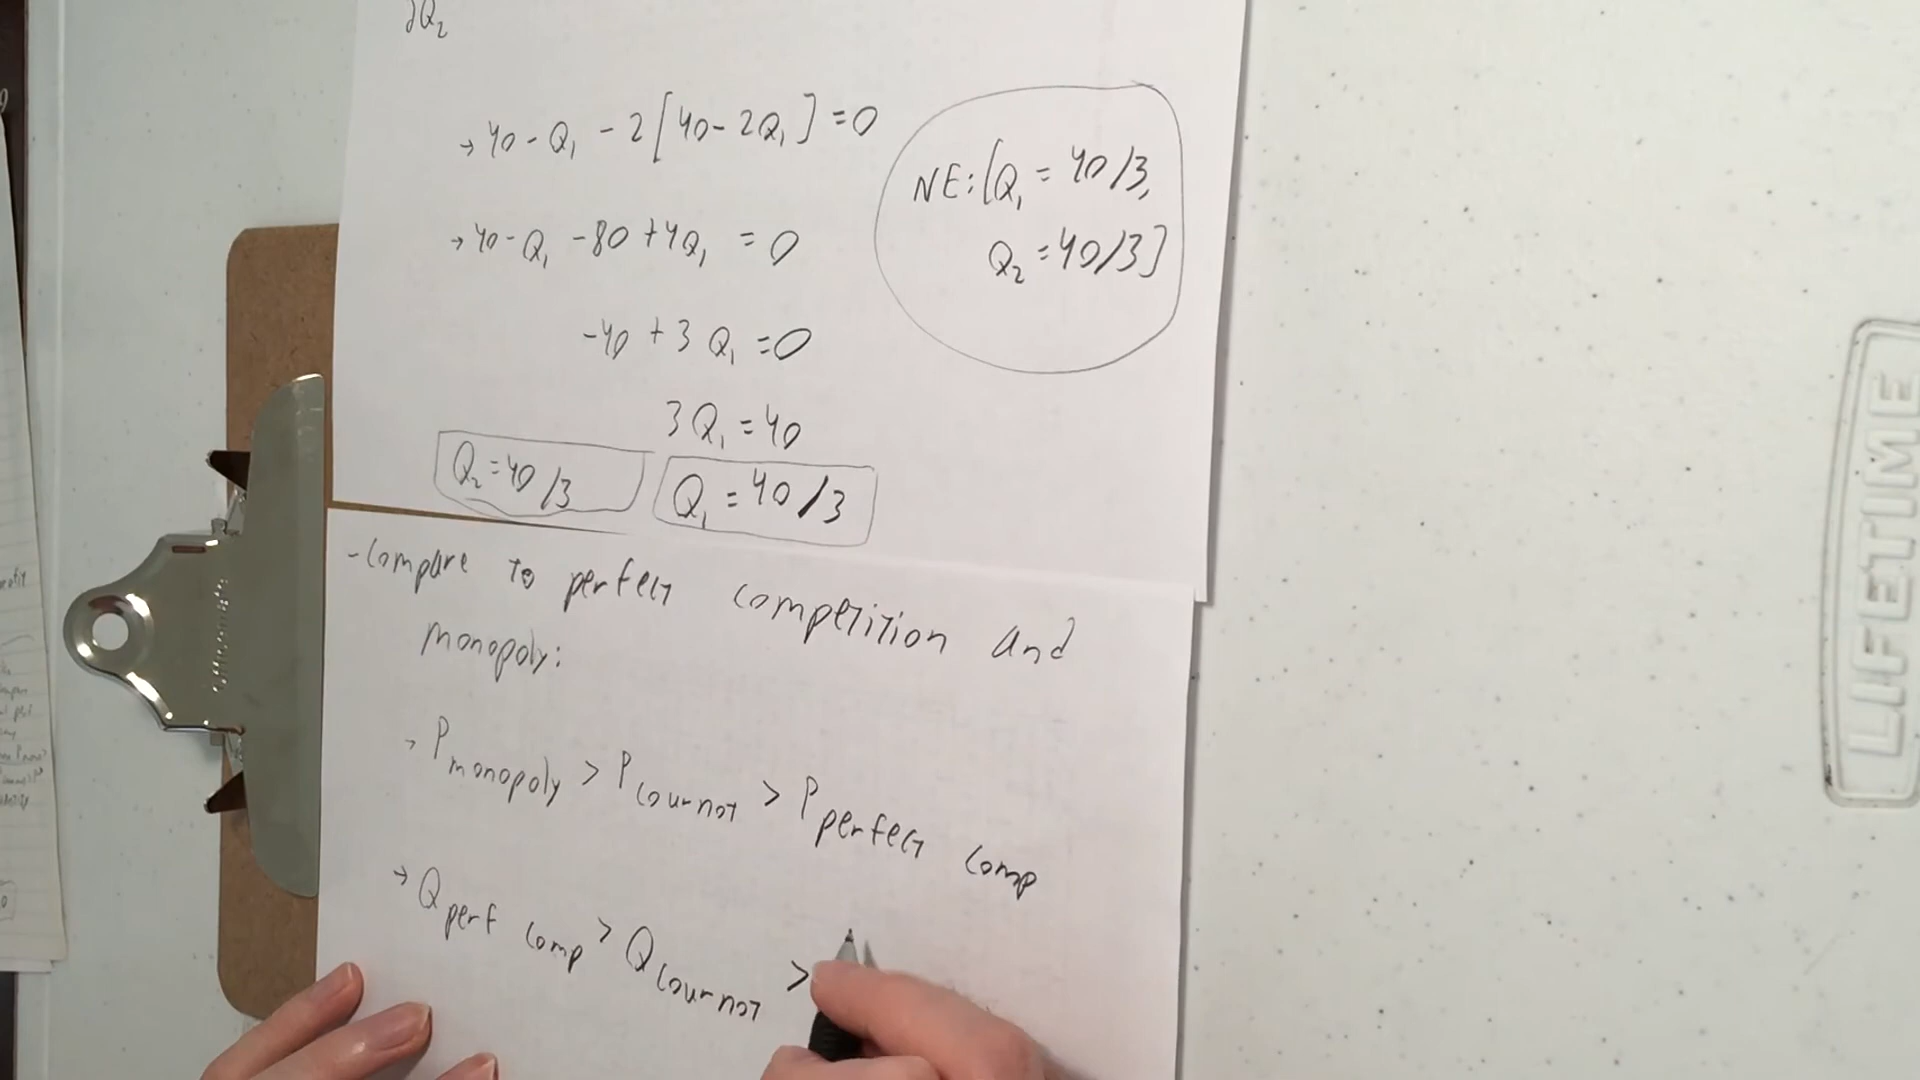 ∂Q₂
→ 40 - Q₁ - 2[40 - 2Q₁] = 0
→ 40 - Q₁ - 80 + 4Q₁ = 0
-40 + 3Q₁ = 0
3Q₁ = 40
Q₂ = 40/3
Q₁ = 40/3
NE: [Q₁ = 40/3,
Q₂ = 40/3]
- Compare to perfect competition and
monopoly:
→ P monopoly > P cournot > P perfect comp
→ Q perf comp > Q cournot >
LIFETIME